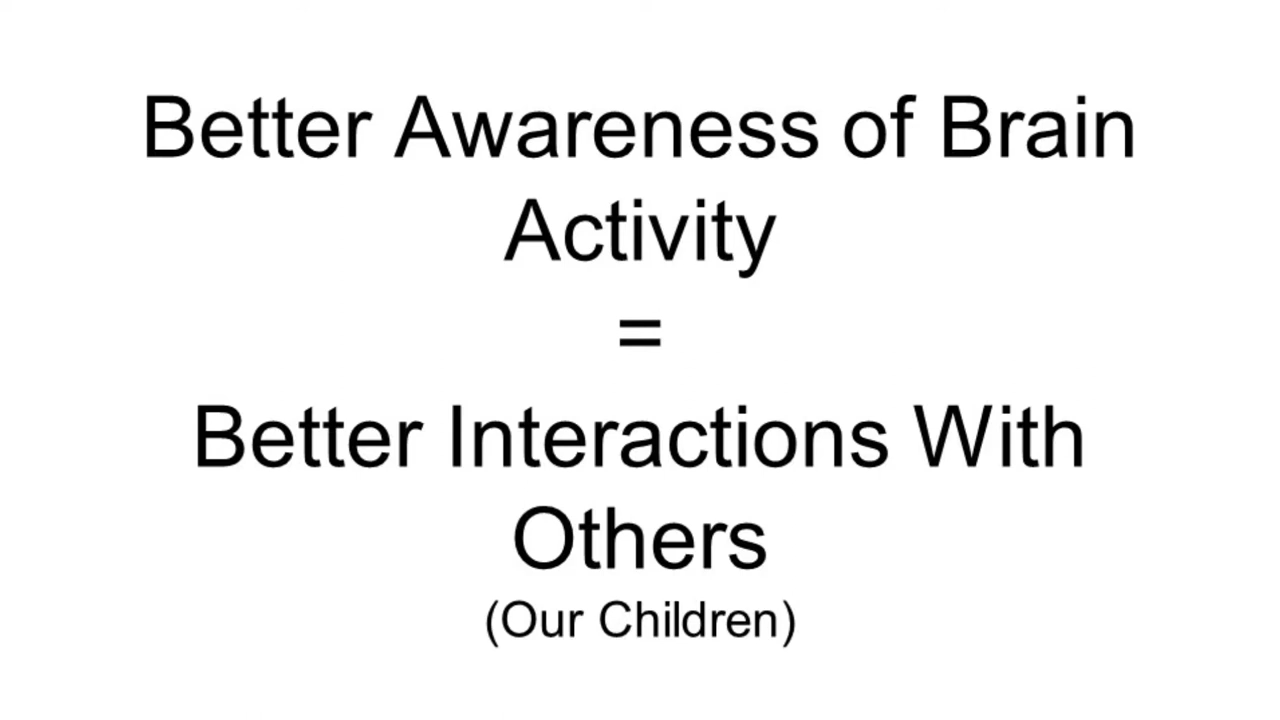 Better Awareness of Brain
Activity
=
Better Interactions With
Others
(Our Children)